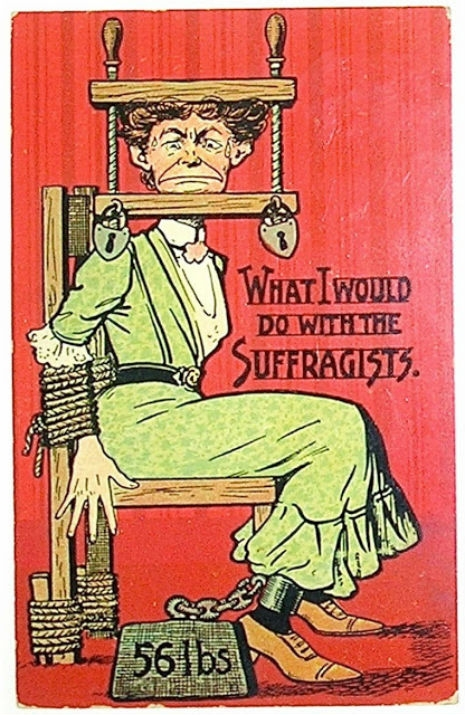 WHAT I WOULD
DO WITH THE
SUFFRAGISTS.
56 lbs